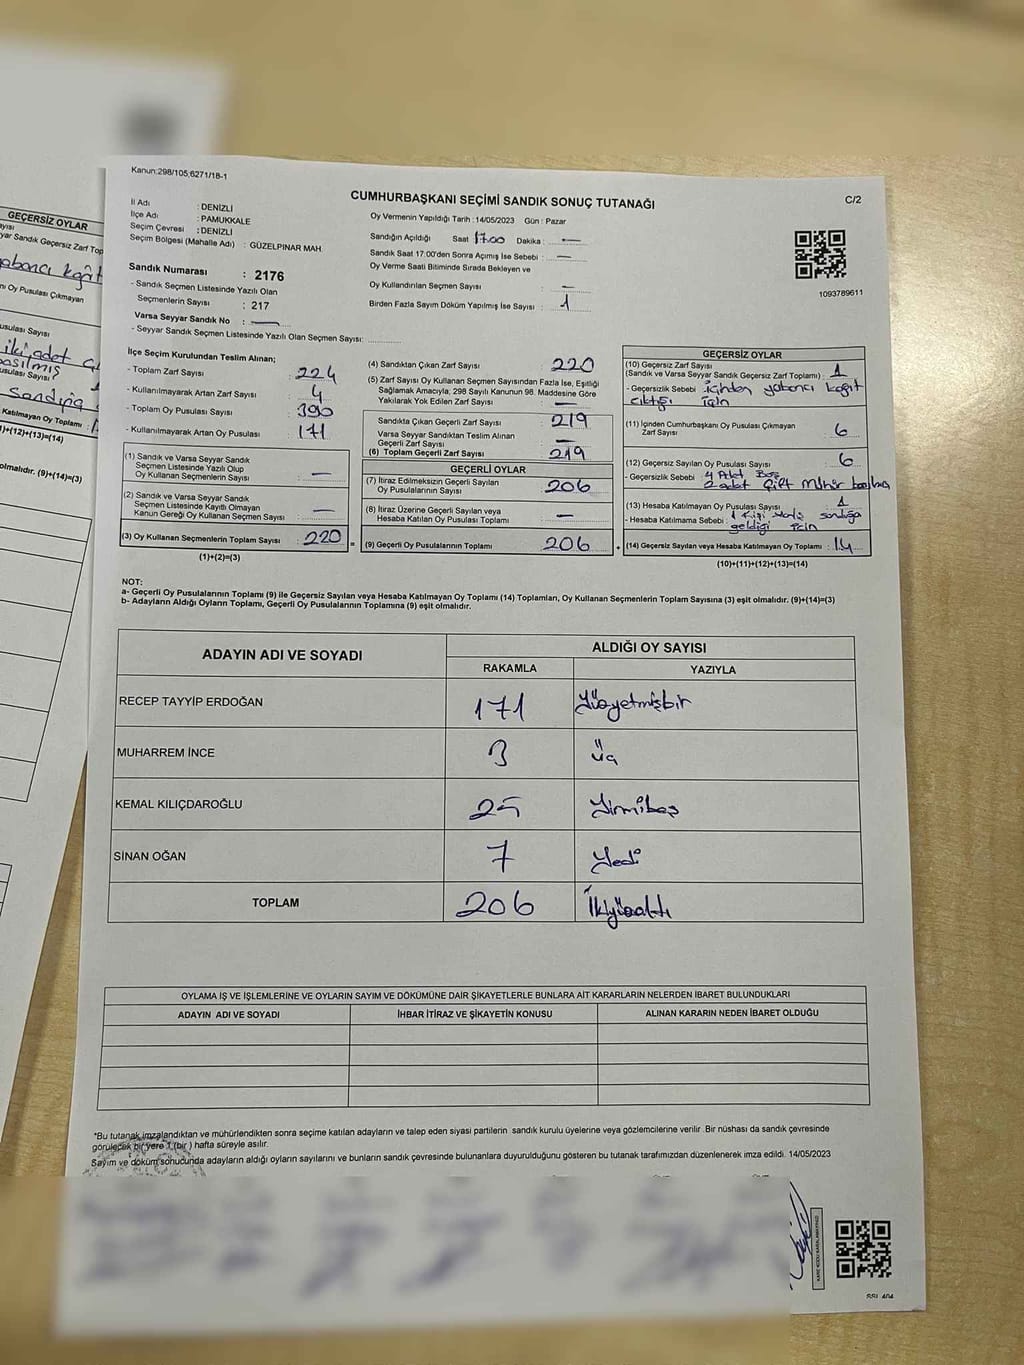 Kanun:298/105;6271/18-1
CUMHURBAŞKANI SEÇİMİ SANDIK SONUÇ TUTANAĞI
C/2
İl Adı : DENİZLİ
İlçe Adı : PAMUKKALE
Seçim Çevresi : DENİZLİ
Seçim Bölgesi (Mahalle Adı) : GÜZELPINAR MAH.
Sandık Numarası : 2176
- Sandık Seçmen Listesinde Yazılı Olan
Seçmenlerin Sayısı : 217
Varsa Seyyar Sandık No : —
- Seyyar Sandık Seçmen Listesinde Yazılı Olan Seçmen Sayısı:
Oy Vermenin Yapıldığı Tarih : 14/05/2023 Gün : Pazar
Sandığın Açıldığı Saat 17.00 Dakika : —
Sandık Saat 17:00'den Sonra Açımış İse Sebebi : —
Oy Verme Saati Bitiminde Sırada Bekleyen ve
Oy Kullandırılan Seçmen Sayısı : —
Birden Fazla Sayım Döküm Yapılmış İse Sayısı : 1
1093789611
İlçe Seçim Kurulundan Teslim Alınan;
- Toplam Zarf Sayısı : 224
- Kullanılmayarak Artan Zarf Sayısı : 4
- Toplam Oy Pusulası Sayısı : 390
- Kullanılmayarak Artan Oy Pusulası : 171
(1) Sandık ve Varsa Seyyar Sandık
Seçmen Listesinde Yazılı Olup
Oy Kullanan Seçmenlerin Sayısı : —
(2) Sandık ve Varsa Seyyar Sandık
Seçmen Listesinde Kayıtlı Olmayan
Kanun Gereği Oy Kullanan Seçmen Sayısı : —
(3) Oy Kullanan Seçmenlerin Toplam Sayısı : 220 =
(1)+(2)=(3)
(4) Sandıktan Çıkan Zarf Sayısı : 220
(5) Zarf Sayısı Oy Kullanan Seçmen Sayısından Fazla İse, Eşitliği
Sağlamak Amacıyla, 298 Sayılı Kanunun 98. Maddesine Göre
Yakılarak Yok Edilen Zarf Sayısı : —
Sandıkta Çıkan Geçerli Zarf Sayısı : 219
Varsa Seyyar Sandıktan Teslim Alınan
Geçerli Zarf Sayısı : —
(6) Toplam Geçerli Zarf Sayısı : 219
GEÇERLİ OYLAR
(7) İtiraz Edilmeksizin Geçerli Sayılan
Oy Pusulalarının Sayısı : 206
(8) İtiraz Üzerine Geçerli Sayılan veya
Hesaba Katılan Oy Pusulası Toplamı : —
(9) Geçerli Oy Pusulalarının Toplamı : 206 +
GEÇERSİZ OYLAR
(10) Geçersiz Zarf Sayısı
(Sandık ve Varsa Seyyar Sandık Geçersiz Zarf Toplamı) : 1
- Geçersizlik Sebebi : İçinden yabancı kağıt
çıktığı için
(11) İçinden Cumhurbaşkanı Oy Pusulası Çıkmayan
Zarf Sayısı : 6
(12) Geçersiz Sayılan Oy Pusulası Sayısı : 6
- Geçersizlik Sebebi : 4 Adet Boş
2 adet Çift mühür basılmış
(13) Hesaba Katılmayan Oy Pusulası Sayısı : 1
- Hesaba Katılmama Sebebi : 1 kişi yanlış sandığa
geldiği için
(14) Geçersiz Sayılan veya Hesaba Katılmayan Oy Toplamı : 14
(10)+(11)+(12)+(13)=(14)
NOT:
a- Geçerli Oy Pusulalarının Toplamı (9) ile Geçersiz Sayılan veya Hesaba Katılmayan Oy Toplamı (14) Toplamları, Oy Kullanan Seçmenlerin Toplam Sayısına (3) eşit olmalıdır. (9)+(14)=(3)
b- Adayların Aldığı Oyların Toplamı, Geçerli Oy Pusulalarının Toplamına (9) eşit olmalıdır.
ADAYIN ADI VE SOYADI
ALDIĞI OY SAYISI
RAKAMLA YAZIYLA
RECEP TAYYİP ERDOĞAN 171 Yüzyetmişbir
MUHARREM İNCE 3 Üç
KEMAL KILIÇDAROĞLU 25 Yirmibeş
SİNAN OĞAN 7 Yedi
TOPLAM 206 İkiyüzaltı
OYLAMA İŞ VE İŞLEMLERİNE VE OYLARIN SAYIM VE DÖKÜMÜNE DAİR ŞİKAYETLERLE BUNLARA AİT KARARLARIN NELERDEN İBARET BULUNDUKLARI
ADAYIN ADI VE SOYADI İHBAR İTİRAZ VE ŞİKAYETİN KONUSU ALINAN KARARIN NEDEN İBARET OLDUĞU
*Bu tutanak imzalandıktan ve mühürlendikten sonra seçime katılan adayların ve talep eden siyasi partilerin sandık kurulu üyelerine veya gözlemcilerine verilir. Bir nüshası da sandık çevresinde
görülecek bir yere 1 (bir) hafta süreyle asılır.
Sayım ve döküm sonucunda adayların aldığı oyların sayılarını ve bunların sandık çevresinde bulunanlara duyurulduğunu gösteren bu tutanak tarafımızdan düzenlenerek imza edildi. 14/05/2023
GEÇERSİZ OYLAR
yar Sandık Geçersiz Zarf Top
yabancı kağıt
nı Oy Pusulası Çıkmayan
usulası Sayısı
iki adet
basılmış
usulası Sayısı
Katılmayan Oy Toplamı
)+(12)+(13)=(14)
olmalıdır. (9)+(14)=(3)